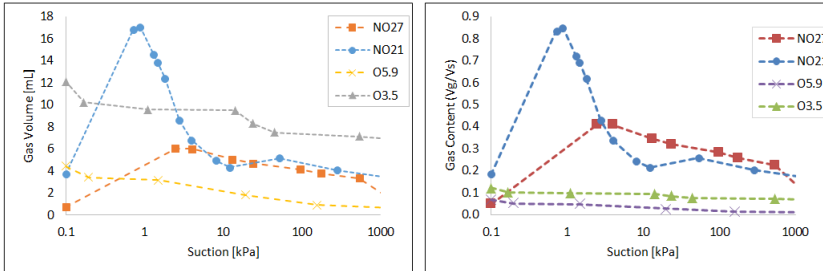 18
16
14
12
10
8
6
4
2
0
Gas Volume [mL]
0.1 1 10 100 1000
Suction [kPa]
NO27
NO21
O5.9
O3.5
0.9
0.8
0.7
0.6
0.5
0.4
0.3
0.2
0.1
0.0
Gas Content (Vg/Vs)
0.1 1 10 100 1000
Suction [kPa]
NO2
NO21
O5.9
O3.5